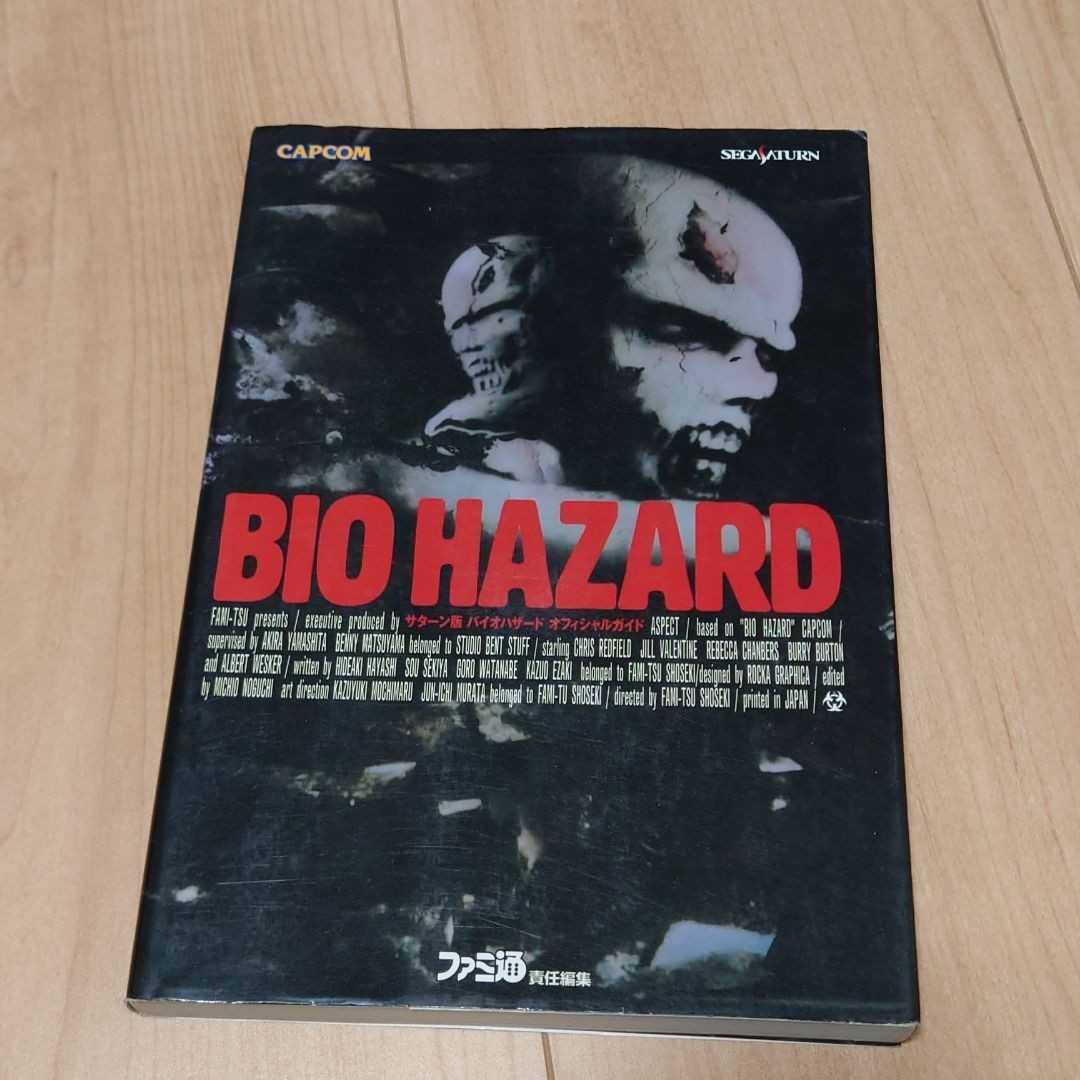 CAPCOM
SEGA SATURN
BIO HAZARD
FAMI-TSU presents / executive produced by サターン版 バイオハザード オフィシャルガイド ASPECT / based on "BIO HAZARD" CAPCOM /
supervised by AKIRA YAMASHITA BENNY MATSUYAMA belonged to STUDIO BENT STUFF / starling CHRIS REDFIELD JILL VALENTINE REBECCA CHANBERS BURRY BURTON
and ALBERT WESKER / written by HIDEAKI HAYASHI SOU SEKIYA GORO WATANABE KAZUO EZAKI belonged to FAMI-TSU SHOSEKI/designed by ROCKA GRAPHICA / edited
by MICHIO NOGUCHI art direction KAZUYUKI MOCHIMARU JUN-ICHI MURATA belonged to FAMI-TU SHOSEKI / directed by FAMI-TSU SHOSEKI / printed in JAPAN /
ファミ通 責任編集